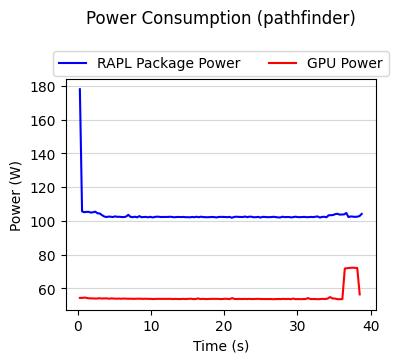 Power Consumption (pathfinder)
RAPL Package Power GPU Power
180
160
140
120
100
80
60
Power (W)
0 10 20 30 40
Time (s)